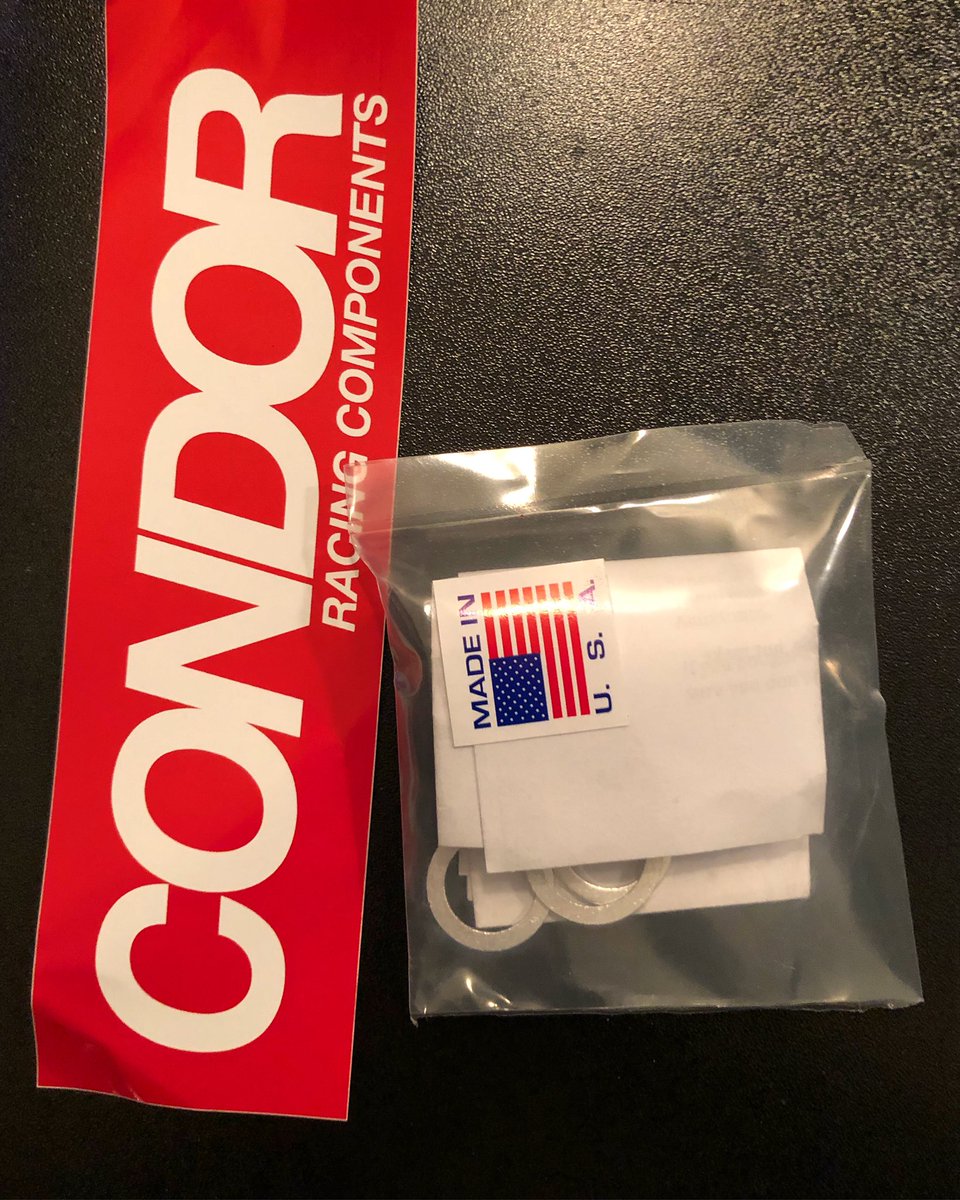 CONDOR
RACING COMPONENTS
MADE IN
U. S. A.